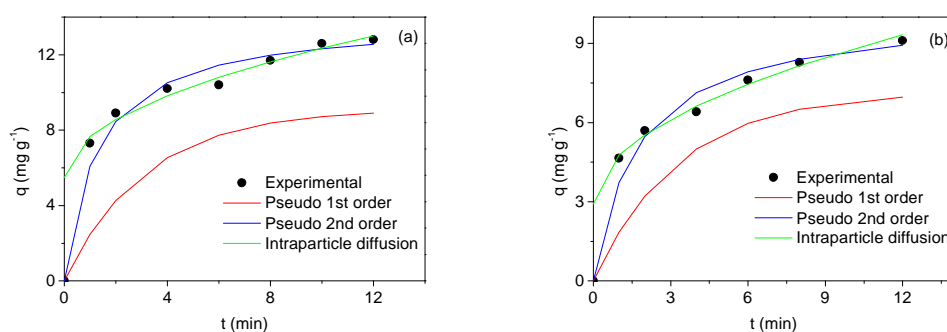 (a)
12
8
4
0
q (mg g⁻¹)
Experimental
Pseudo 1st order
Pseudo 2nd order
Intraparticle diffusion
0 4 8 12
t (min)
(b)
9
6
3
0
q (mg g⁻¹)
Experimental
Pseudo 1st order
Pseudo 2nd order
Intraparticle diffusion
0 3 6 9 12
t (min)